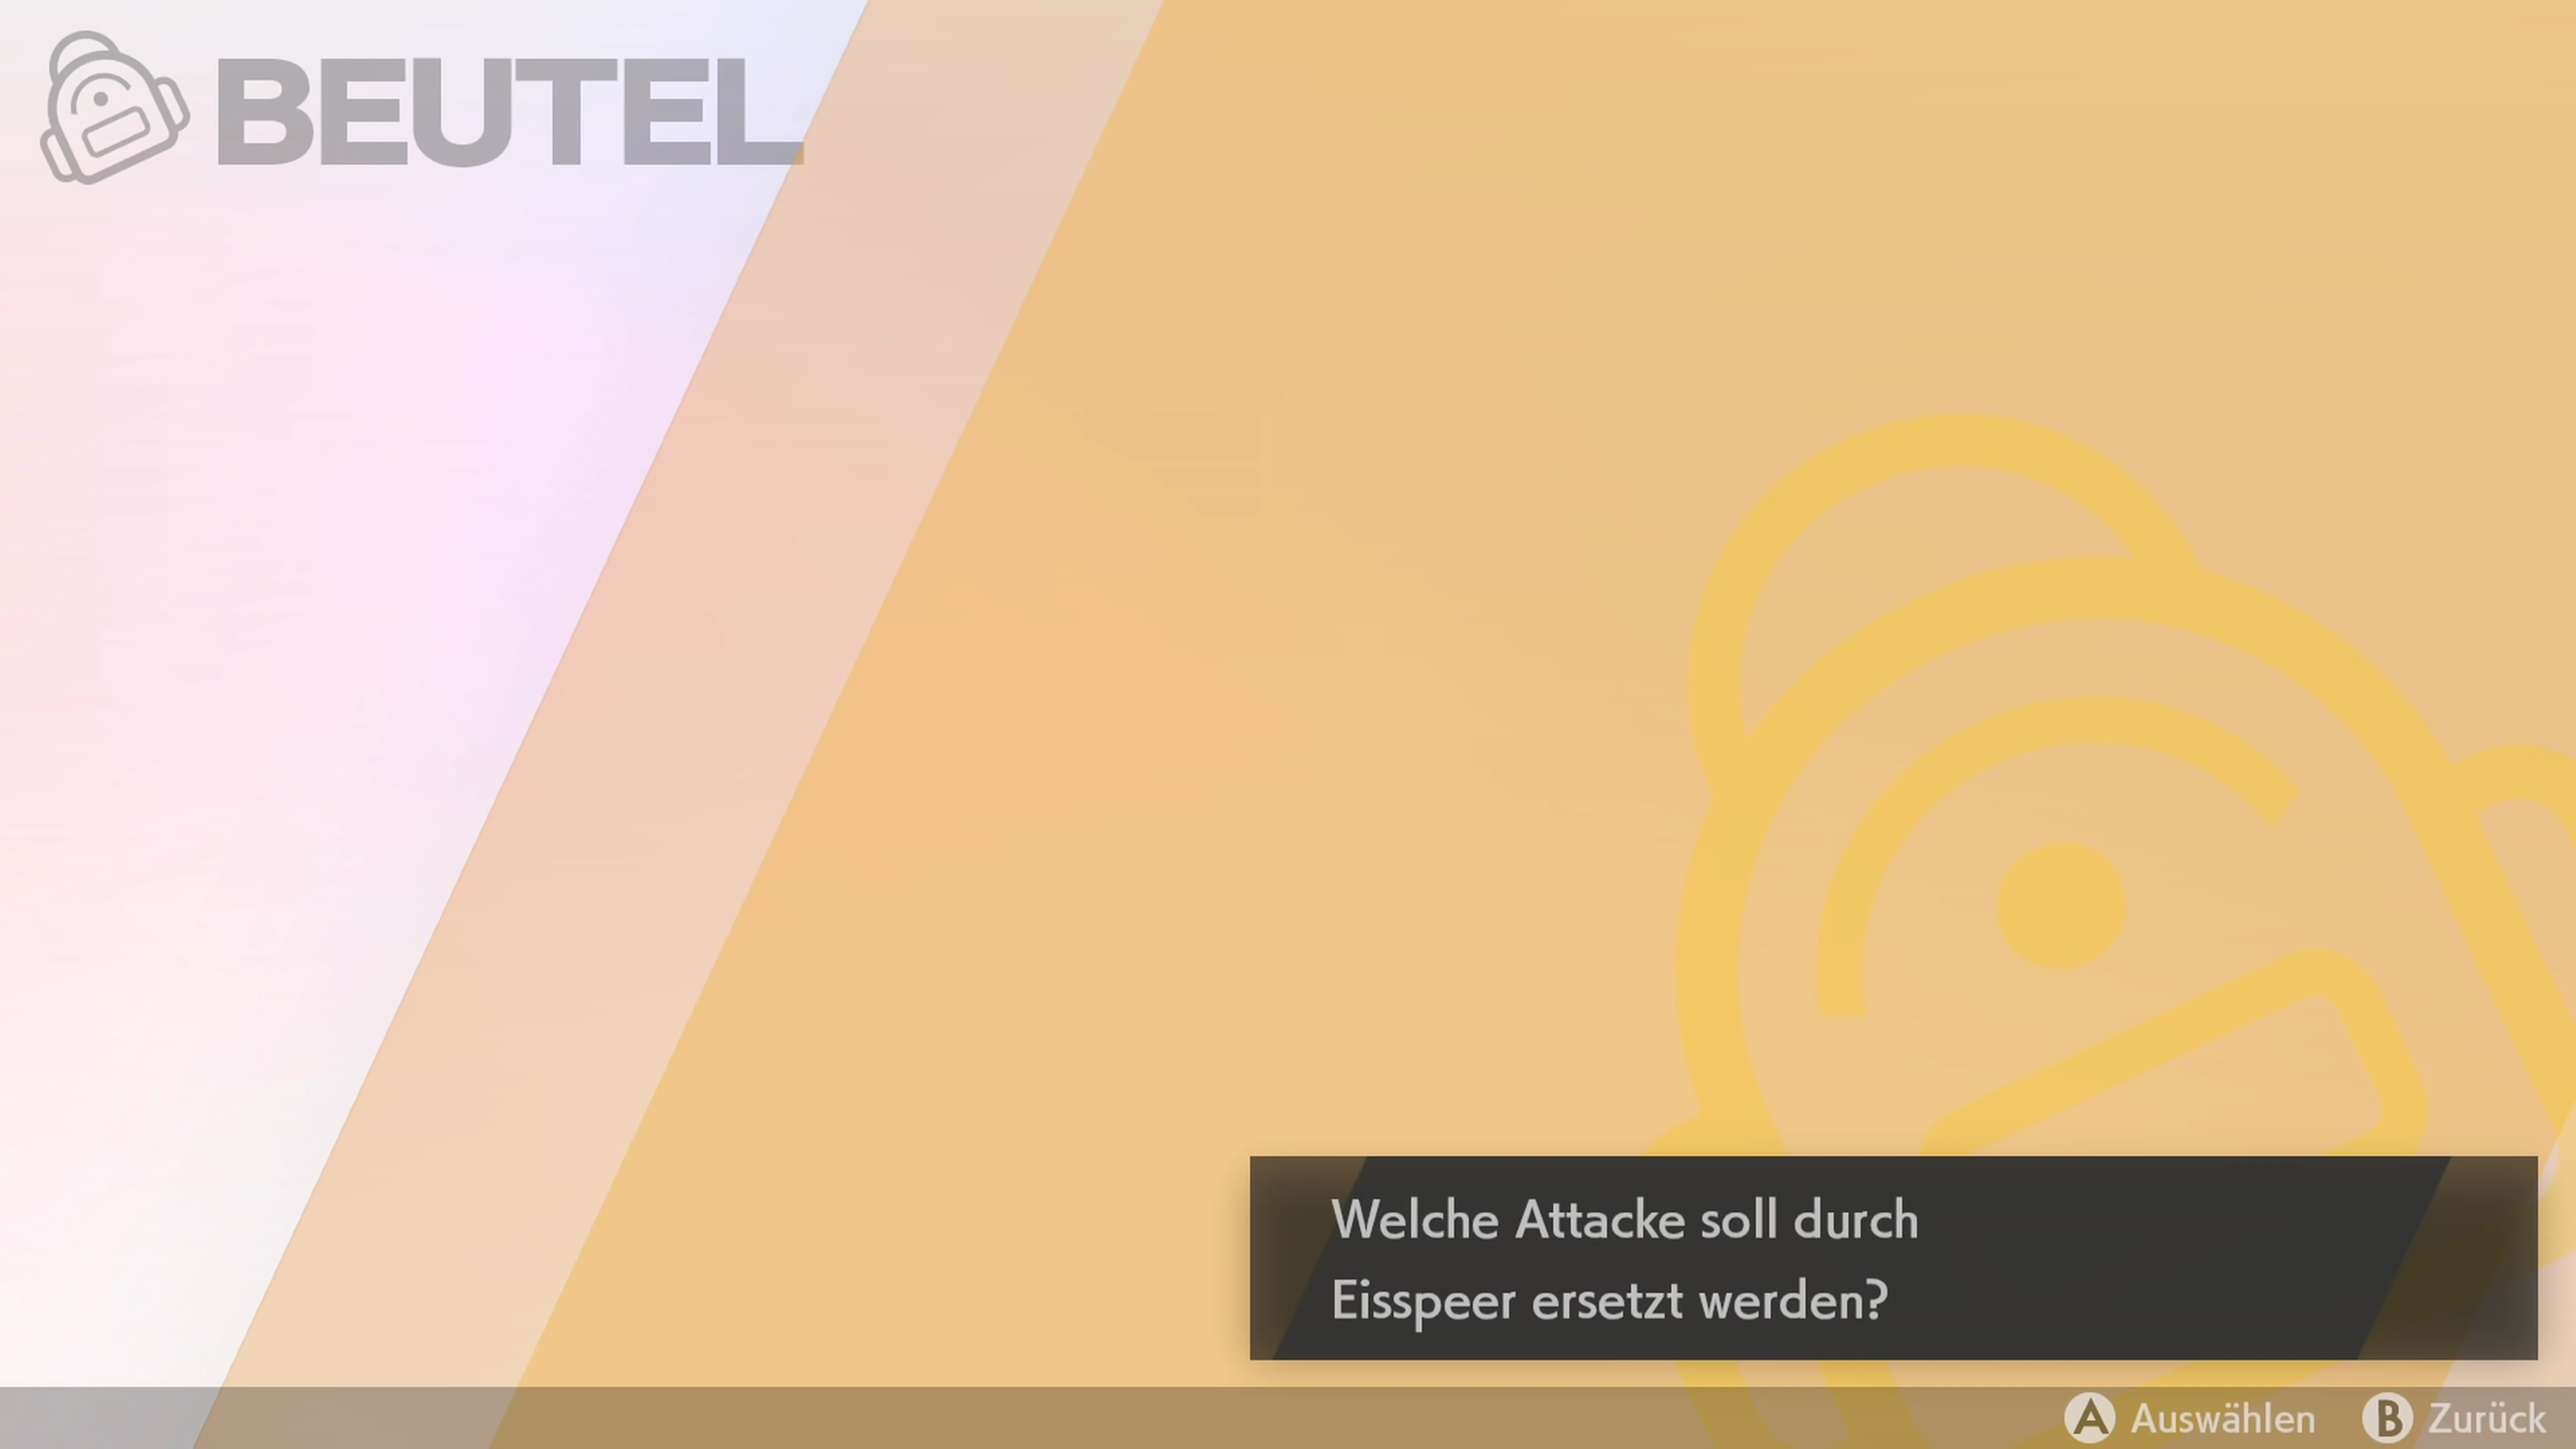 BEUTEL
Welche Attacke soll durch
Eisspeer ersetzt werden?
A Auswählen B Zurück